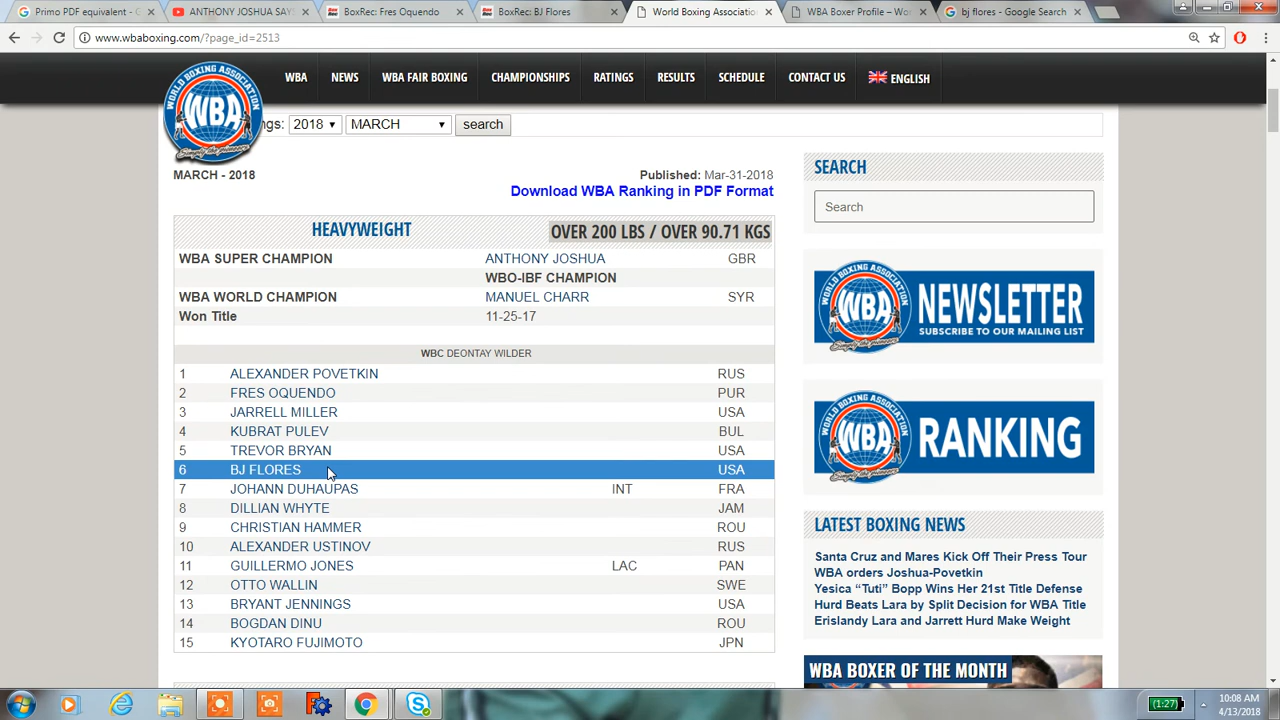 Primo PDF equivalent - G
ANTHONY JOSHUA SAY
BoxRec: Fres Oquendo
BoxRec: BJ Flores
World Boxing Associatio
WBA Boxer Profile – Wo
bj flores - Google Search
www.wbaboxing.com/?page_id=2513
WORLD BOXING ASSOCIATION
WBA
Simply the pioneers
WBA
NEWS
WBA FAIR BOXING
CHAMPIONSHIPS
RATINGS
RESULTS
SCHEDULE
CONTACT US
ENGLISH
ngs: 2018 MARCH search
MARCH - 2018
Published: Mar-31-2018
Download WBA Ranking in PDF Format
HEAVYWEIGHT OVER 200 LBS / OVER 90.71 KGS
WBA SUPER CHAMPION ANTHONY JOSHUA GBR
WBO-IBF CHAMPION
WBA WORLD CHAMPION MANUEL CHARR SYR
Won Title 11-25-17
WBC DEONTAY WILDER
1 ALEXANDER POVETKIN RUS
2 FRES OQUENDO PUR
3 JARRELL MILLER USA
4 KUBRAT PULEV BUL
5 TREVOR BRYAN USA
6 BJ FLORES USA
7 JOHANN DUHAUPAS INT FRA
8 DILLIAN WHYTE JAM
9 CHRISTIAN HAMMER ROU
10 ALEXANDER USTINOV RUS
11 GUILLERMO JONES LAC PAN
12 OTTO WALLIN SWE
13 BRYANT JENNINGS USA
14 BOGDAN DINU ROU
15 KYOTARO FUJIMOTO JPN
SEARCH
Search
WBA
NEWSLETTER
SUBSCRIBE TO OUR MAILING LIST
WBA
RANKING
LATEST BOXING NEWS
Santa Cruz and Mares Kick Off Their Press Tour
WBA orders Joshua-Povetkin
Yesica “Tuti” Bopp Wins Her 21st Title Defense
Hurd Beats Lara by Split Decision for WBA Title
Erislandy Lara and Jarrett Hurd Make Weight
WBA BOXER OF THE MONTH
(1:27)
10:08 AM
4/13/2018